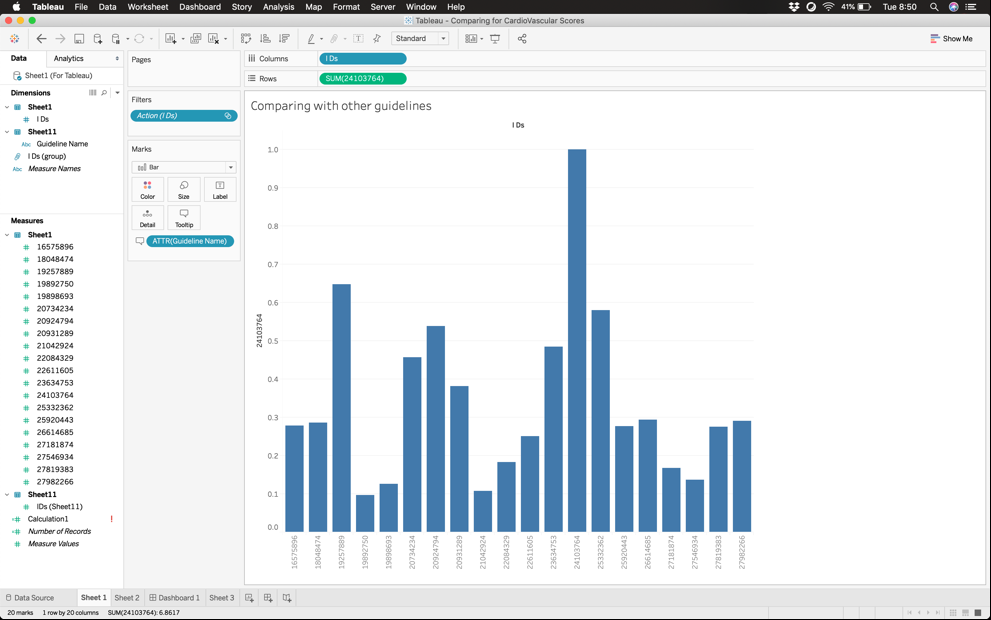 Tableau File Data Worksheet Dashboard Story Analysis Map Format Server Window Help 41% Tue 8:50
Tableau - Comparing for CardioVascular Scores
Standard Show Me
Data Analytics
Sheet1 (For Tableau)
Dimensions
Sheet1
I Ds
Sheet11
Abc Guideline Name
I Ds (group)
Abc Measure Names
Measures
Sheet1
16575896
18048474
19257889
19892750
19898693
20734234
20924794
20931289
21042924
22084329
22611605
23634753
24103764
25332362
25920443
26614685
27181874
27546934
27819383
27982266
Sheet11
IDs (Sheet11)
Calculation1 !
Number of Records
Measure Values
Pages
Filters
Action (I Ds)
Marks
Bar
Color Size Label
Detail Tooltip
ATTR(Guideline Name)
Columns I Ds
Rows SUM(24103764)
Comparing with other guidelines
I Ds
1.0
0.9
0.8
0.7
0.6
0.5
0.4
0.3
0.2
0.1
0.0
24103764
16575896
18048474
19257889
19892750
19898693
20734234
20924794
20931289
21042924
22084329
22611605
23634753
24103764
25332362
25920443
26614685
27181874
27546934
27819383
27982266
Data Source Sheet 1 Sheet 2 Dashboard 1 Sheet 3
20 marks 1 row by 20 columns SUM(24103764): 6.8617